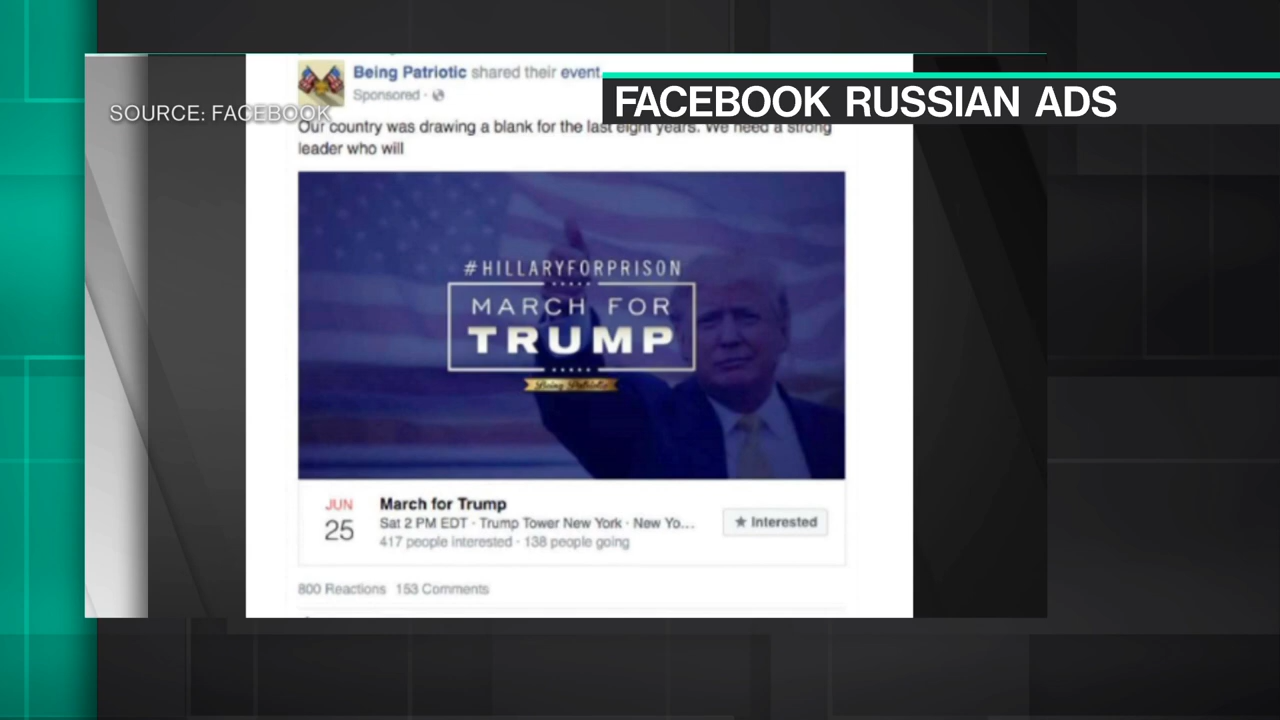 Being Patriotic shared their event.
Sponsored ·
SOURCE: FACEBOOK
FACEBOOK RUSSIAN ADS
Our country was drawing a blank for the last eight years. We need a strong
leader who will
#HILLARYFORPRISON
MARCH FOR
TRUMP
Being Patriotic
JUN
25
March for Trump
Sat 2 PM EDT · Trump Tower New York · New Yo...
417 people interested · 138 people going
★ Interested
800 Reactions 153 Comments